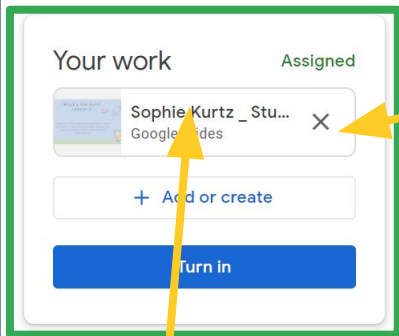 Your work
Assigned
Sophie Kurtz _ Stu...
Google Slides
+ Add or create
Turn in